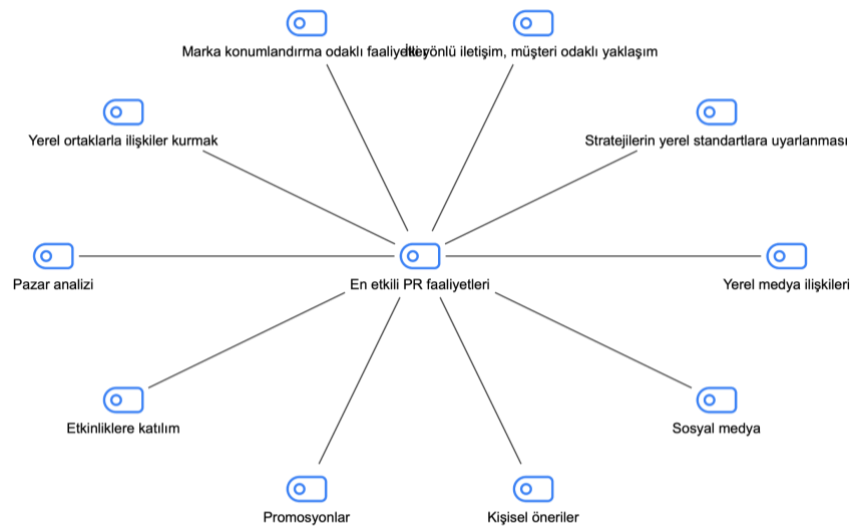 Marka konumlandırma odaklı faaliyetler
İki yönlü iletişim, müşteri odaklı yaklaşım
Yerel ortaklarla ilişkiler kurmak
Stratejilerin yerel standartlara uyarlanması
Pazar analizi
En etkili PR faaliyetleri
Yerel medya ilişkileri
Etkinliklere katılım
Sosyal medya
Promosyonlar
Kişisel öneriler